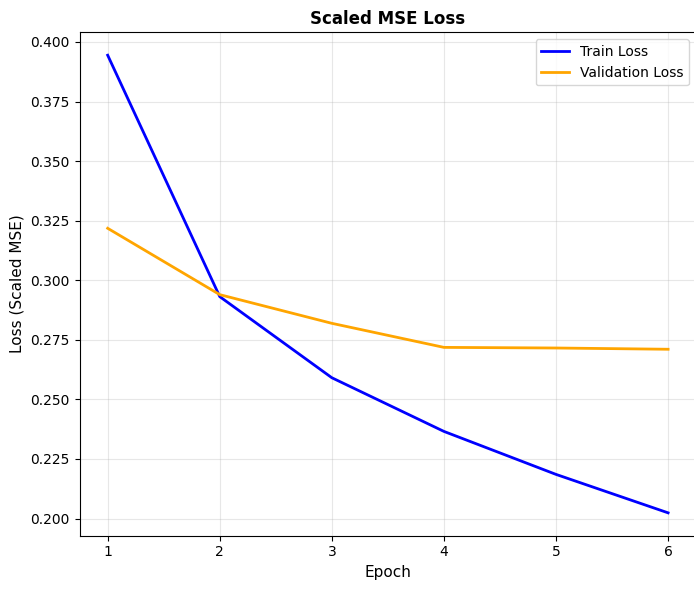 Scaled MSE Loss
Train Loss
Validation Loss
Loss (Scaled MSE)
0.400
0.375
0.350
0.325
0.300
0.275
0.250
0.225
0.200
1 2 3 4 5 6
Epoch